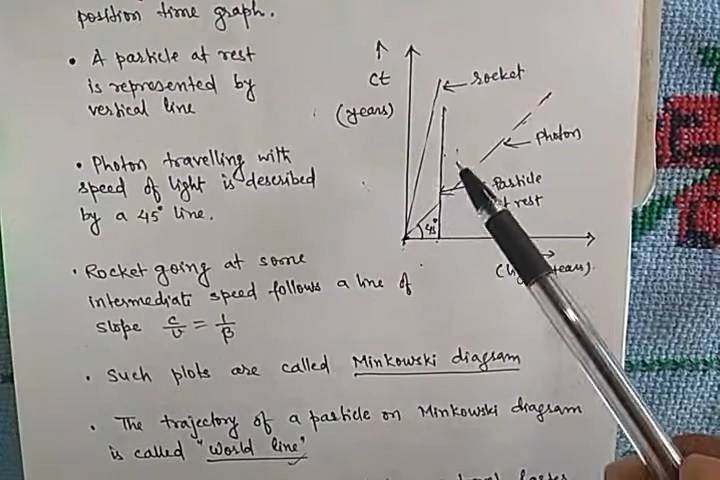 position time graph.
• A particle at rest
is represented by
vertical line
• Photon travelling with
speed of light is described
by a 45° line.
• Rocket going at some
intermediate speed follows a line of
slope c/v = 1/β
• Such plots are called Minkowski diagram
• The trajectory of a particle on Minkowski diagram
is called "World line"
ct
(years)
rocket
Photon
Particle
rest
45°